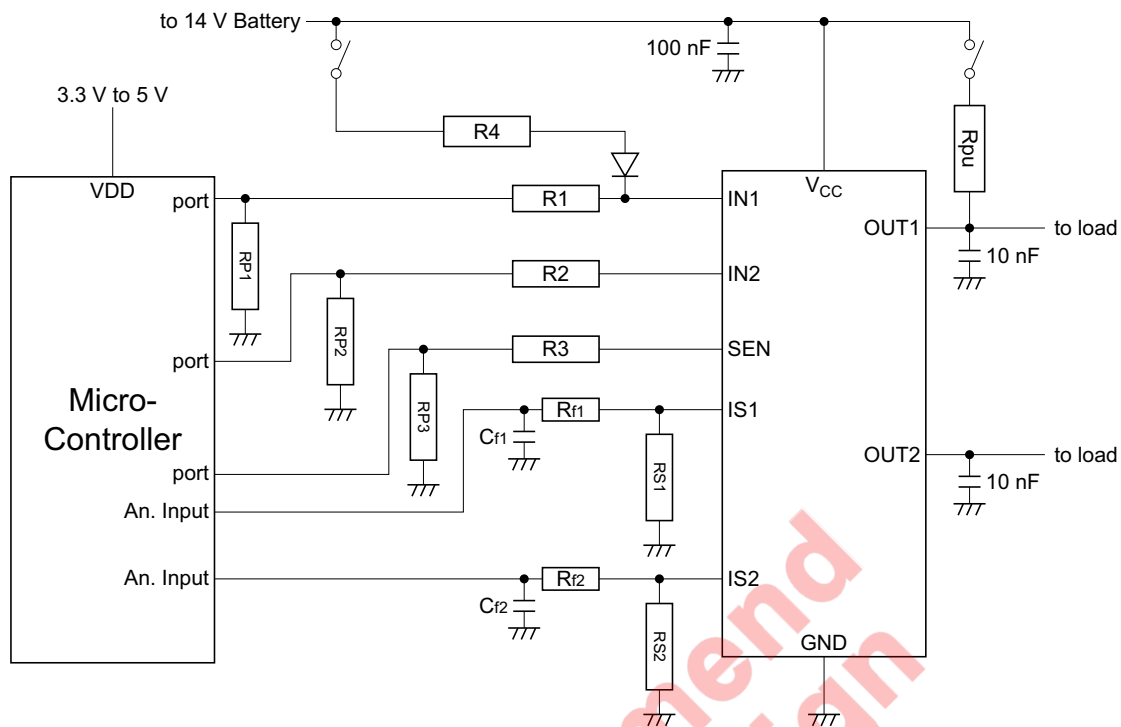 to 14 V Battery
100 nF
3.3 V to 5 V
R4
Rpu
VDD
VCC
port
R1
IN1
OUT1
to load
RP1
10 nF
R2
IN2
RP2
port
R3
SEN
Micro-
Controller
RP3
Rf1
IS1
Cf1
RS1
OUT2
to load
port
10 nF
An. Input
An. Input
Rf2
IS2
Cf2
RS2
GND
mend
sign